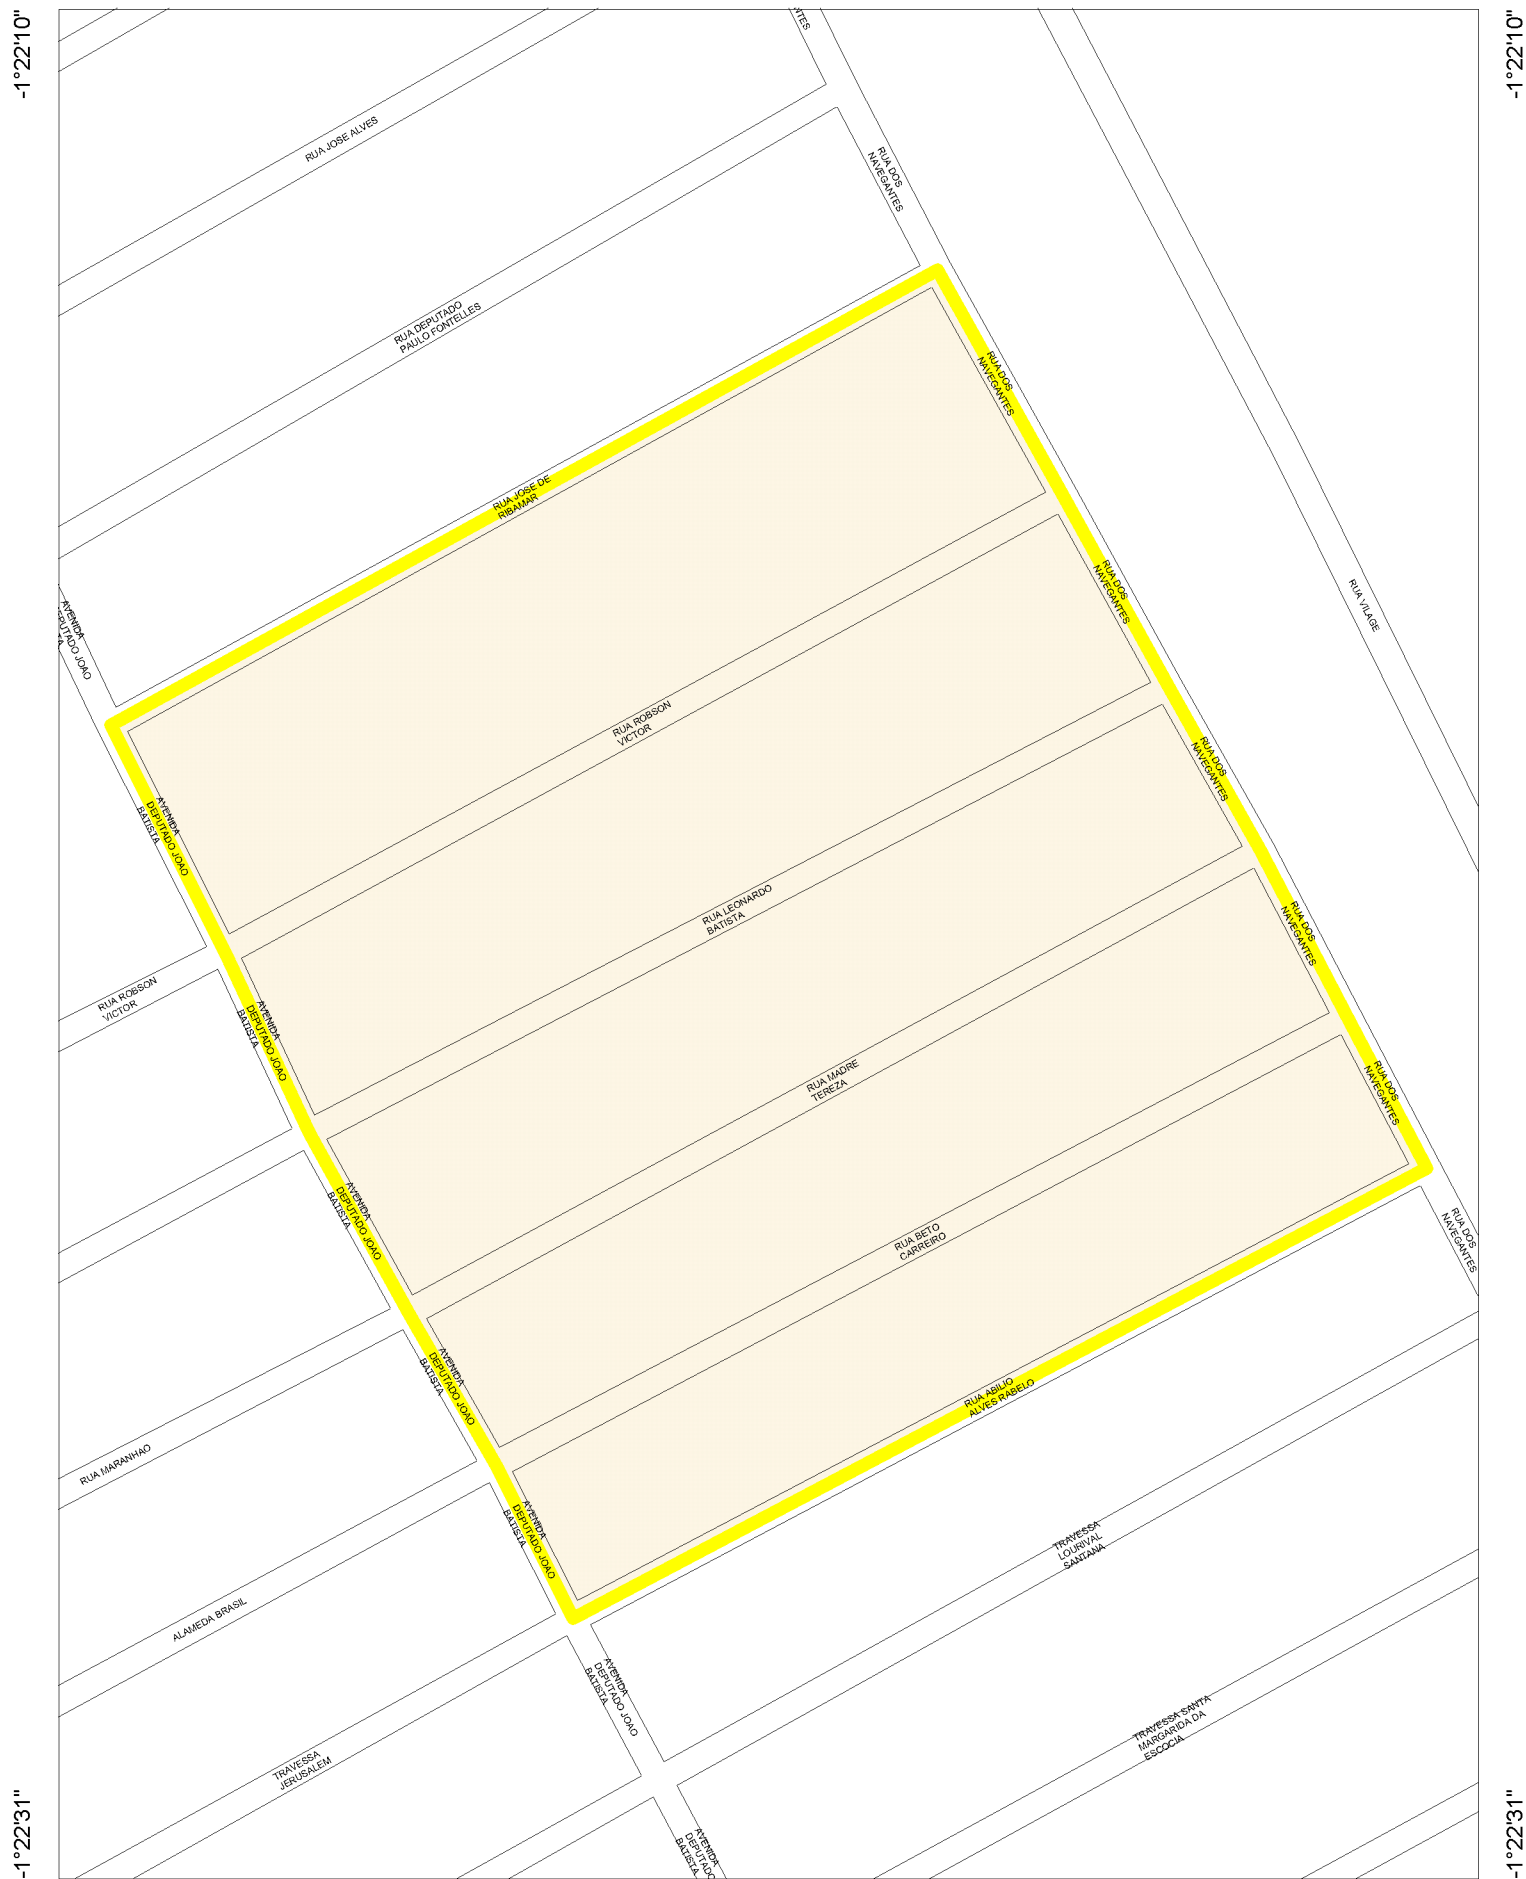 -1°22'10"
-1°22'10"
NTES
RUA JOSE ALVES
RUA DOS
NAVEGANTES
RUA DEPUTADO
PAULO FONTELLES
RUA DOS
NAVEGANTES
RUA JOSE DE
RIBAMAR
RUA DOS
NAVEGANTES
RUA VILAGE
AVENIDA
EPUTADO JOAO
TA
RUA ROBSON
VICTOR
RUA DOS
NAVEGANTES
AVENIDA
DEPUTADO JOAO
BATISTA
RUA LEONARDO
BATISTA
RUA DOS
NAVEGANTES
RUA ROBSON
VICTOR
AVENIDA
DEPUTADO JOAO
BATISTA
RUA MADRE
TEREZA
RUA DOS
NAVEGANTES
AVENIDA
DEPUTADO JOAO
BATISTA
RUA BETO
CARREIRO
RUA DOS
NAVEGANTES
AVENIDA
DEPUTADO JOAO
BATISTA
RUA ABILIO
ALVES RABELO
RUA MARANHAO
AVENIDA
DEPUTADO JOAO
BATISTA
TRAVESSA
LOURIVAL
SANTANA
ALAMEDA BRASIL
AVENIDA
DEPUTADO JOAO
BATISTA
TRAVESSA SANTA
MARGARIDA DA
ESCOCIA
TRAVESSA
JERUSALEM
AVENIDA
DEPUTADO
BATISTA
-1°22'31"
-1°22'31"